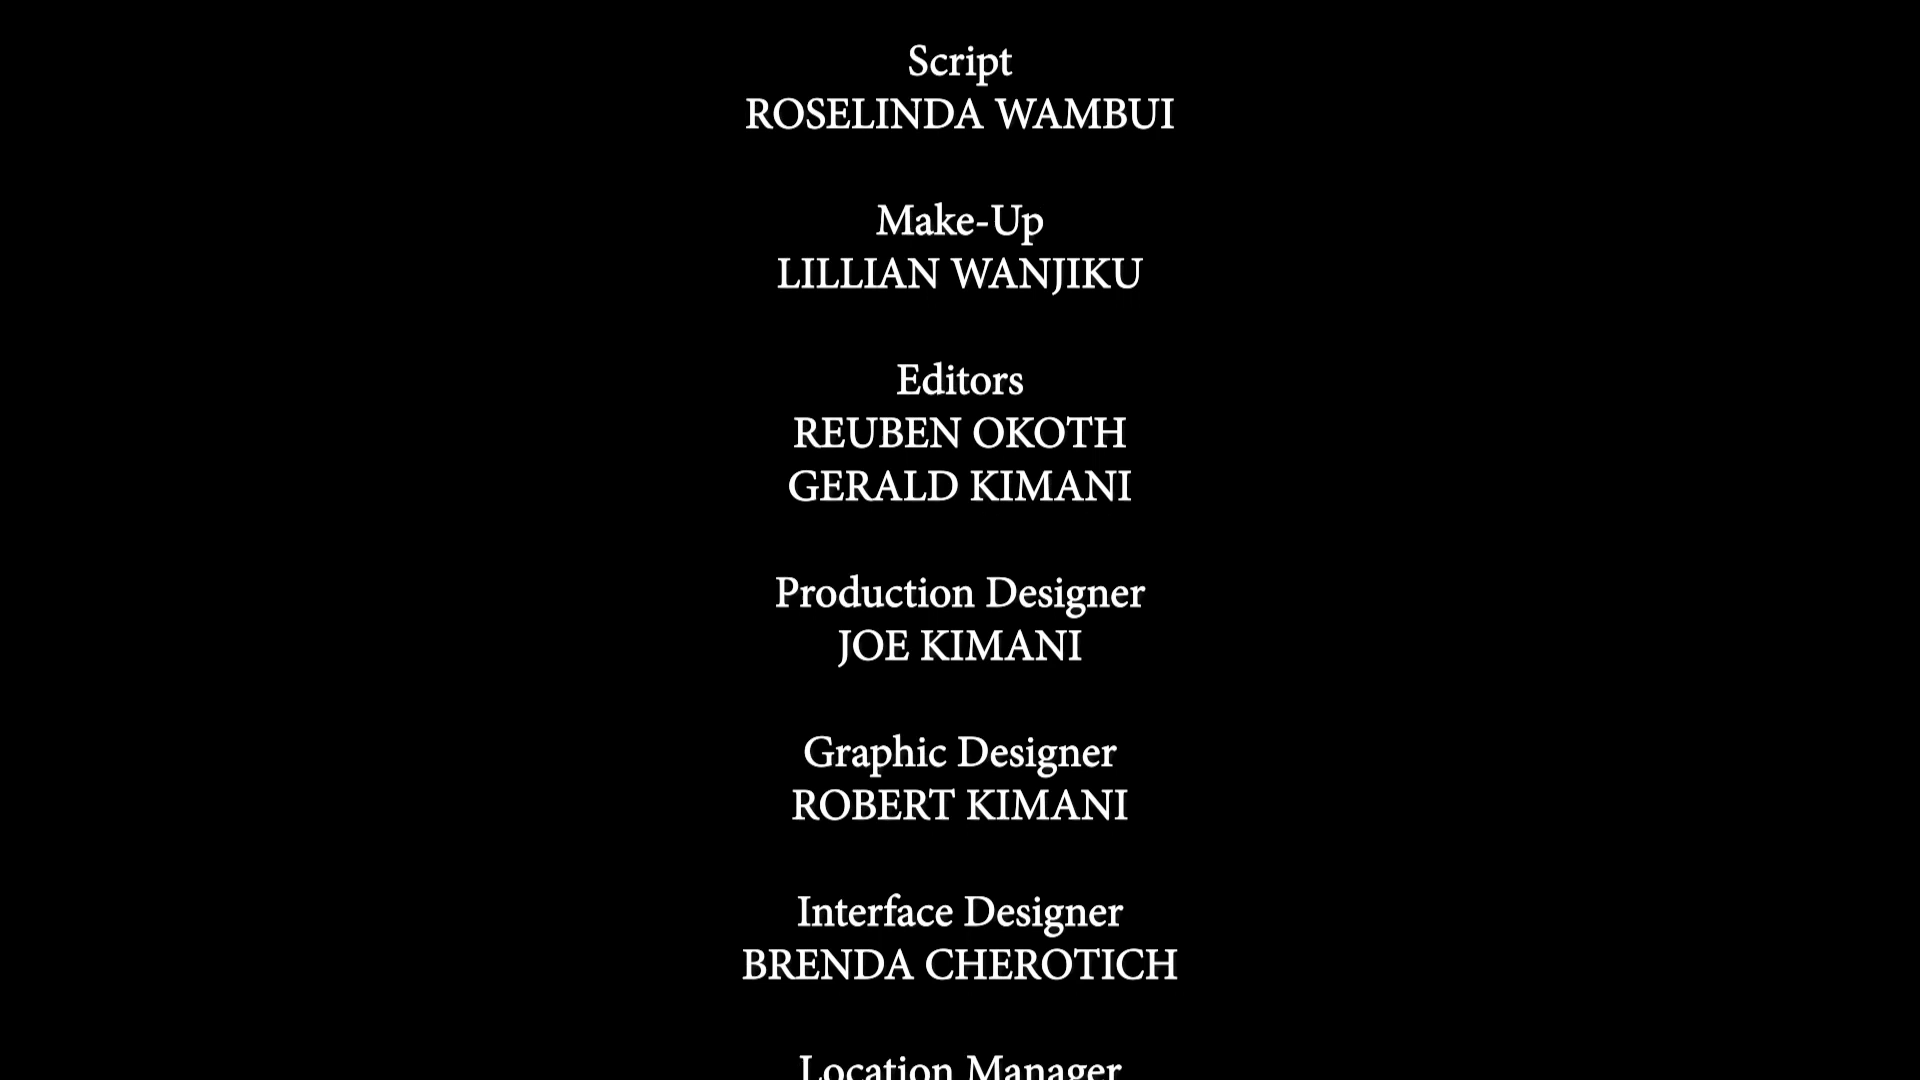 Script
ROSELINDA WAMBUI
Make-Up
LILLIAN WANJIKU
Editors
REUBEN OKOTH
GERALD KIMANI
Production Designer
JOE KIMANI
Graphic Designer
ROBERT KIMANI
Interface Designer
BRENDA CHEROTICH
Location Manager